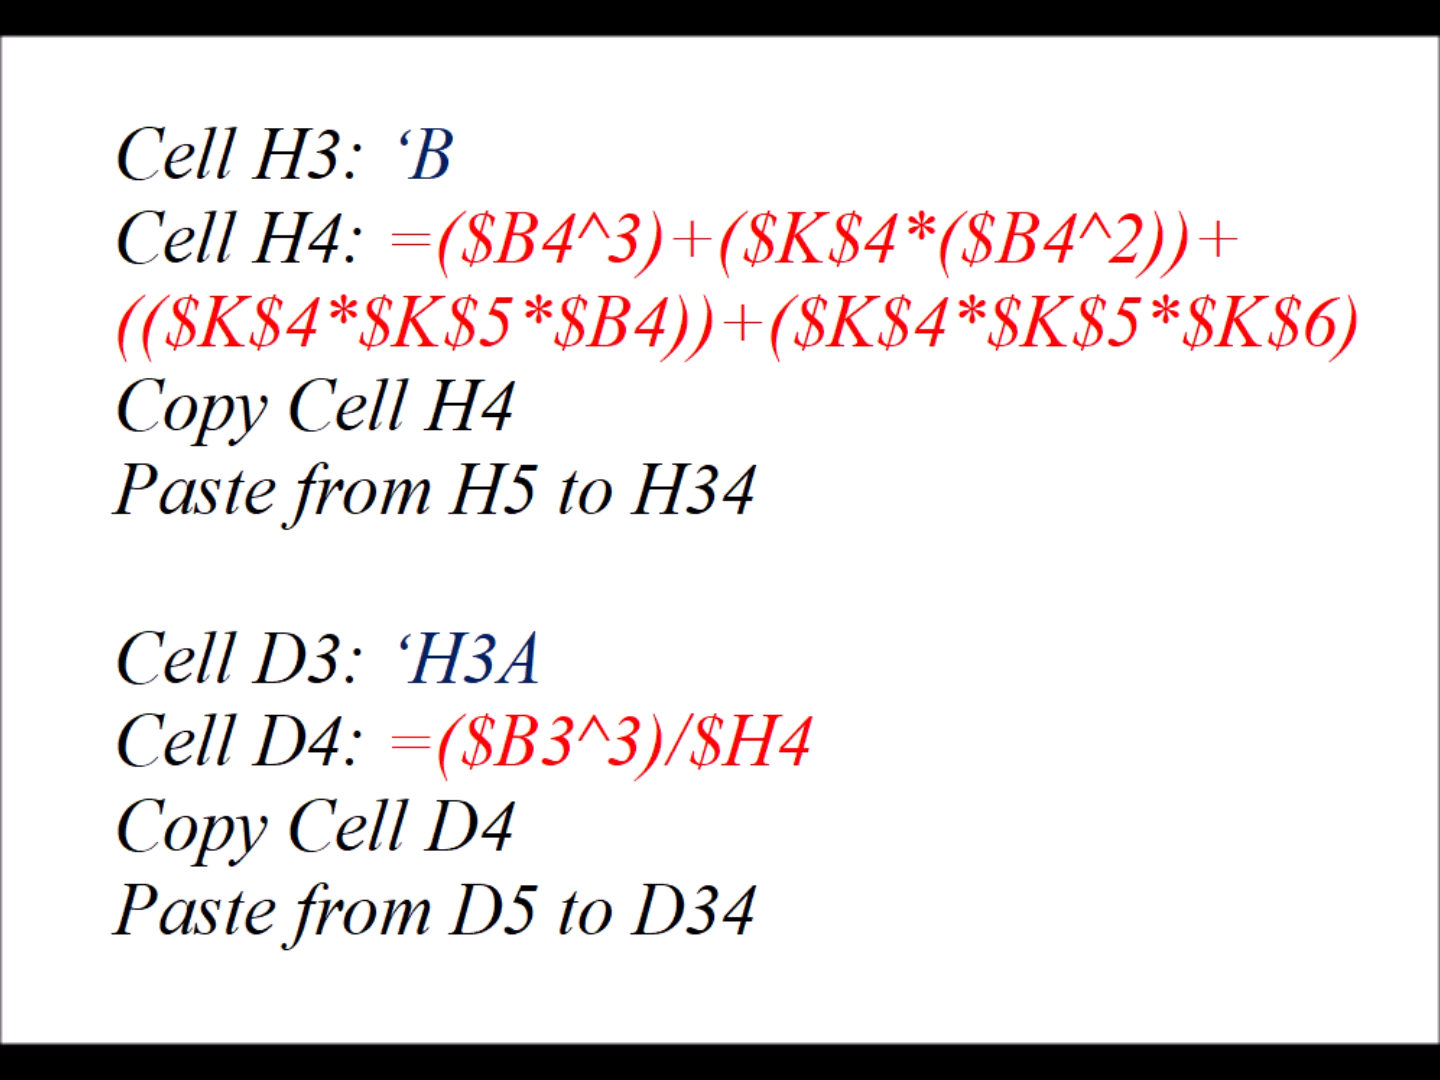 Cell H3: ‘B
Cell H4: =($B4^3)+($K$4*($B4^2))+
(($K$4*$K$5*$B4))+($K$4*$K$5*$K$6)
Copy Cell H4
Paste from H5 to H34
Cell D3: ‘H3A
Cell D4: =($B3^3)/$H4
Copy Cell D4
Paste from D5 to D34